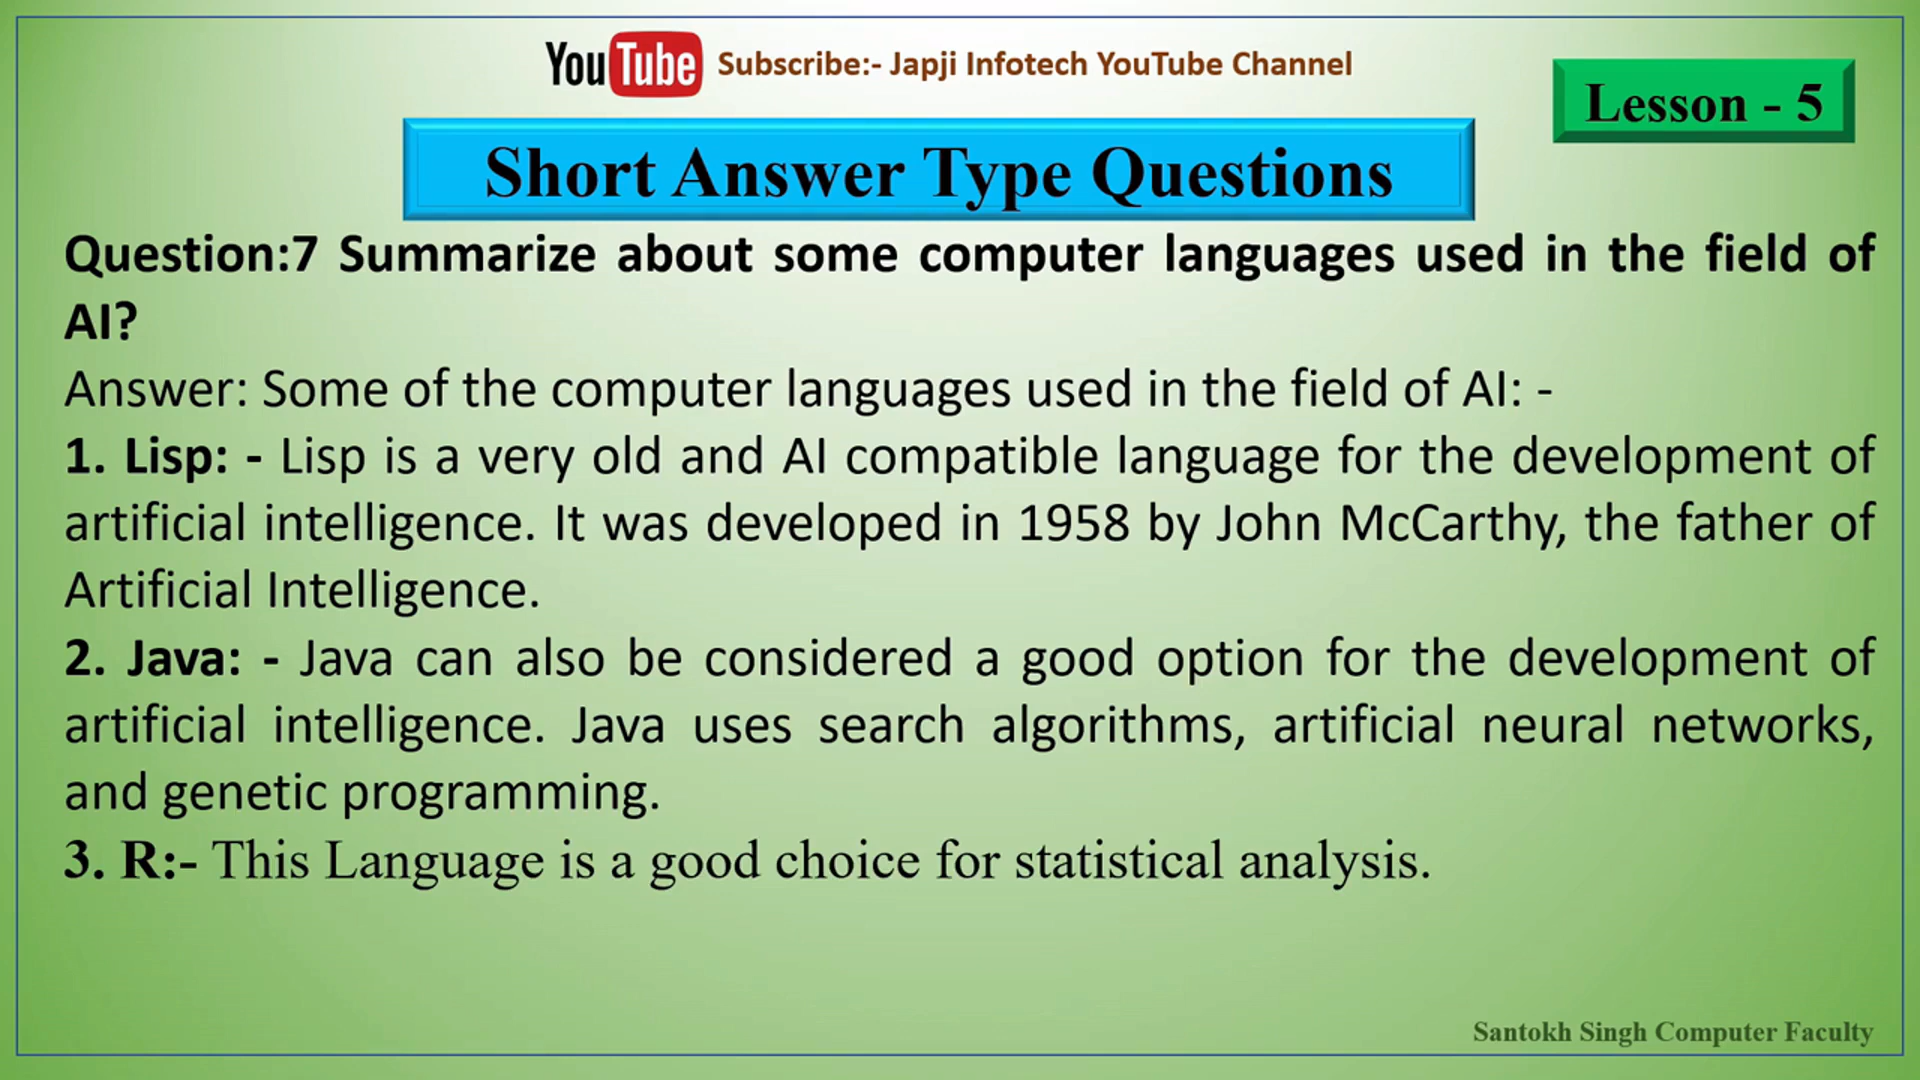 YouTube Subscribe:- Japji Infotech YouTube Channel
Lesson - 5
Short Answer Type Questions
Question:7 Summarize about some computer languages used in the field of
AI?
Answer: Some of the computer languages used in the field of AI: -
1. Lisp: - Lisp is a very old and AI compatible language for the development of
artificial intelligence. It was developed in 1958 by John McCarthy, the father of
Artificial Intelligence.
2. Java: - Java can also be considered a good option for the development of
artificial intelligence. Java uses search algorithms, artificial neural networks,
and genetic programming.
3. R:- This Language is a good choice for statistical analysis.
Santokh Singh Computer Faculty